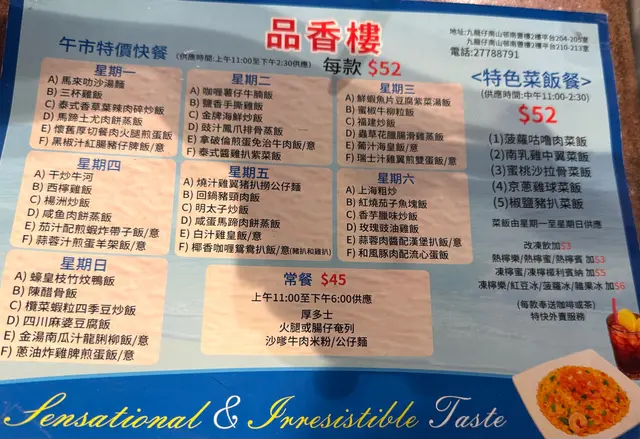 品香樓
地址:九龍仔南山邨南豐樓2樓平台204-205室
九龍仔南山邨南豐樓2樓平台210-213室
電話:27788791
午市特價快餐 (供應時間:上午11:00至下午2:30供應) 每款 $52
星期一
A) 馬來叻沙湯麵
B) 三杯雞飯
C) 泰式香草葉辣肉碎炒飯
D) 馬蹄土尤肉餅蒸飯
E) 懷舊厚切餐肉火腿煎蛋飯
F) 黑椒汁紅腸豬仔脾飯/意
星期二
A) 咖喱薯仔牛腩飯
B) 鹽香手撕雞飯
C) 金牌海鮮炒飯
D) 豉汁鳳爪排骨蒸飯
E) 拿破倫煎蛋免治牛肉飯/意
F) 泰式醬雞扒紫菜飯
星期三
A) 鮮蝦魚片豆腐紫菜湯飯
B) 蜜椒牛柳粒飯
C) 福建炒飯
D) 蟲草花臘腸滑雞蒸飯
E) 葡汁海皇飯/意
F) 瑞士汁雞翼煎雙蛋飯/意
星期四
A) 干炒牛河
B) 西檸雞飯
C) 楊洲炒飯
D) 咸魚肉餅蒸飯
E) 茄汁配煎蝦炸帶子飯/意
F) 蒜蓉汁煎蛋羊架飯/意
星期五
A) 燒汁雞翼豬扒撈公仔麵
B) 回鍋豬頸肉飯
C) 明太子炒飯
D) 咸蛋馬蹄肉餅蒸飯
E) 白汁雞皇飯/意
F) 椰香咖喱鴛鴦扒飯/意(豬扒和雞扒)
星期六
A) 上海粗炒
B) 紅燒茄子魚塊飯
C) 香芋臘味炒飯
D) 玫瑰豉油雞飯
E) 蒜蓉肉醬配漢堡扒飯/意
F) 和風豚肉配流心蛋飯
星期日
A) 蠔皇枝竹炆鴨飯
B) 陳醋骨飯
C) 欖菜蝦粒四季豆炒飯
D) 四川麻婆豆腐飯
E) 金湯南瓜汁龍脷柳飯/意
F) 蔥油炸雞脾煎蛋飯/意
常餐 $45
上午11:00至下午6:00供應
厚多士
火腿或腸仔奄列
沙嗲牛肉米粉/公仔麵
<特色菜飯餐>
(供應時間:中午11:00-2:30)
$52
(1)菠蘿咕嚕肉菜飯
(2)南乳雞中翼菜飯
(3)蜜桃沙拉骨菜飯
(4)京蔥雞球菜飯
(5)椒鹽豬扒菜飯
菜飯由星期一至星期日供應
改凍飲加$3
熱檸樂/熱檸蜜/熱檸賓 加$3
凍檸蜜/凍檸檬利賓納 加$5
凍檸樂/紅豆冰/菠蘿冰/雜果冰 加$6
(每款奉送咖啡或茶)
特快外賣服務
Sensational & Irresistible Taste